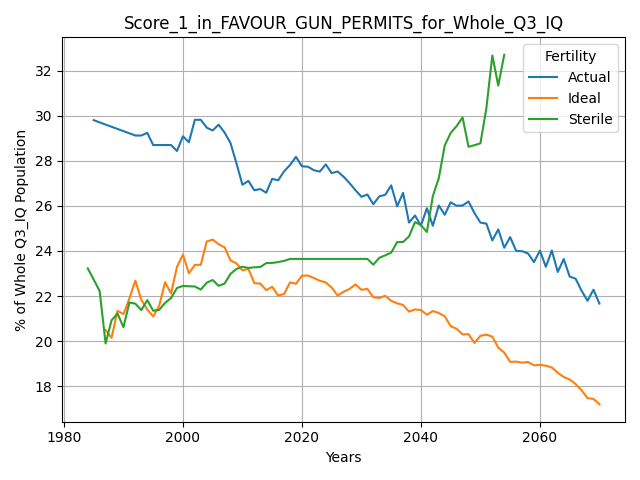 Score_1_in_FAVOUR_GUN_PERMITS_for_Whole_Q3_IQ
% of Whole Q3_IQ Population
32
30
28
26
24
22
20
18
Fertility
Actual
Ideal
Sterile
1980 2000 2020 2040 2060
Years